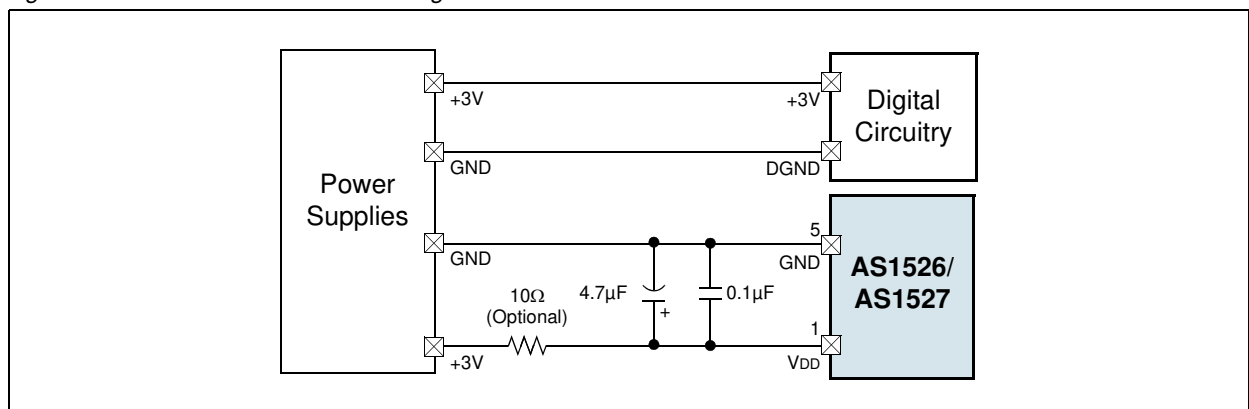 Power
Supplies
+3V
GND
GND
+3V
10Ω
(Optional)
4.7µF
+
0.1µF
+3V
DGND
Digital
Circuitry
5
GND
1
VDD
AS1526/
AS1527